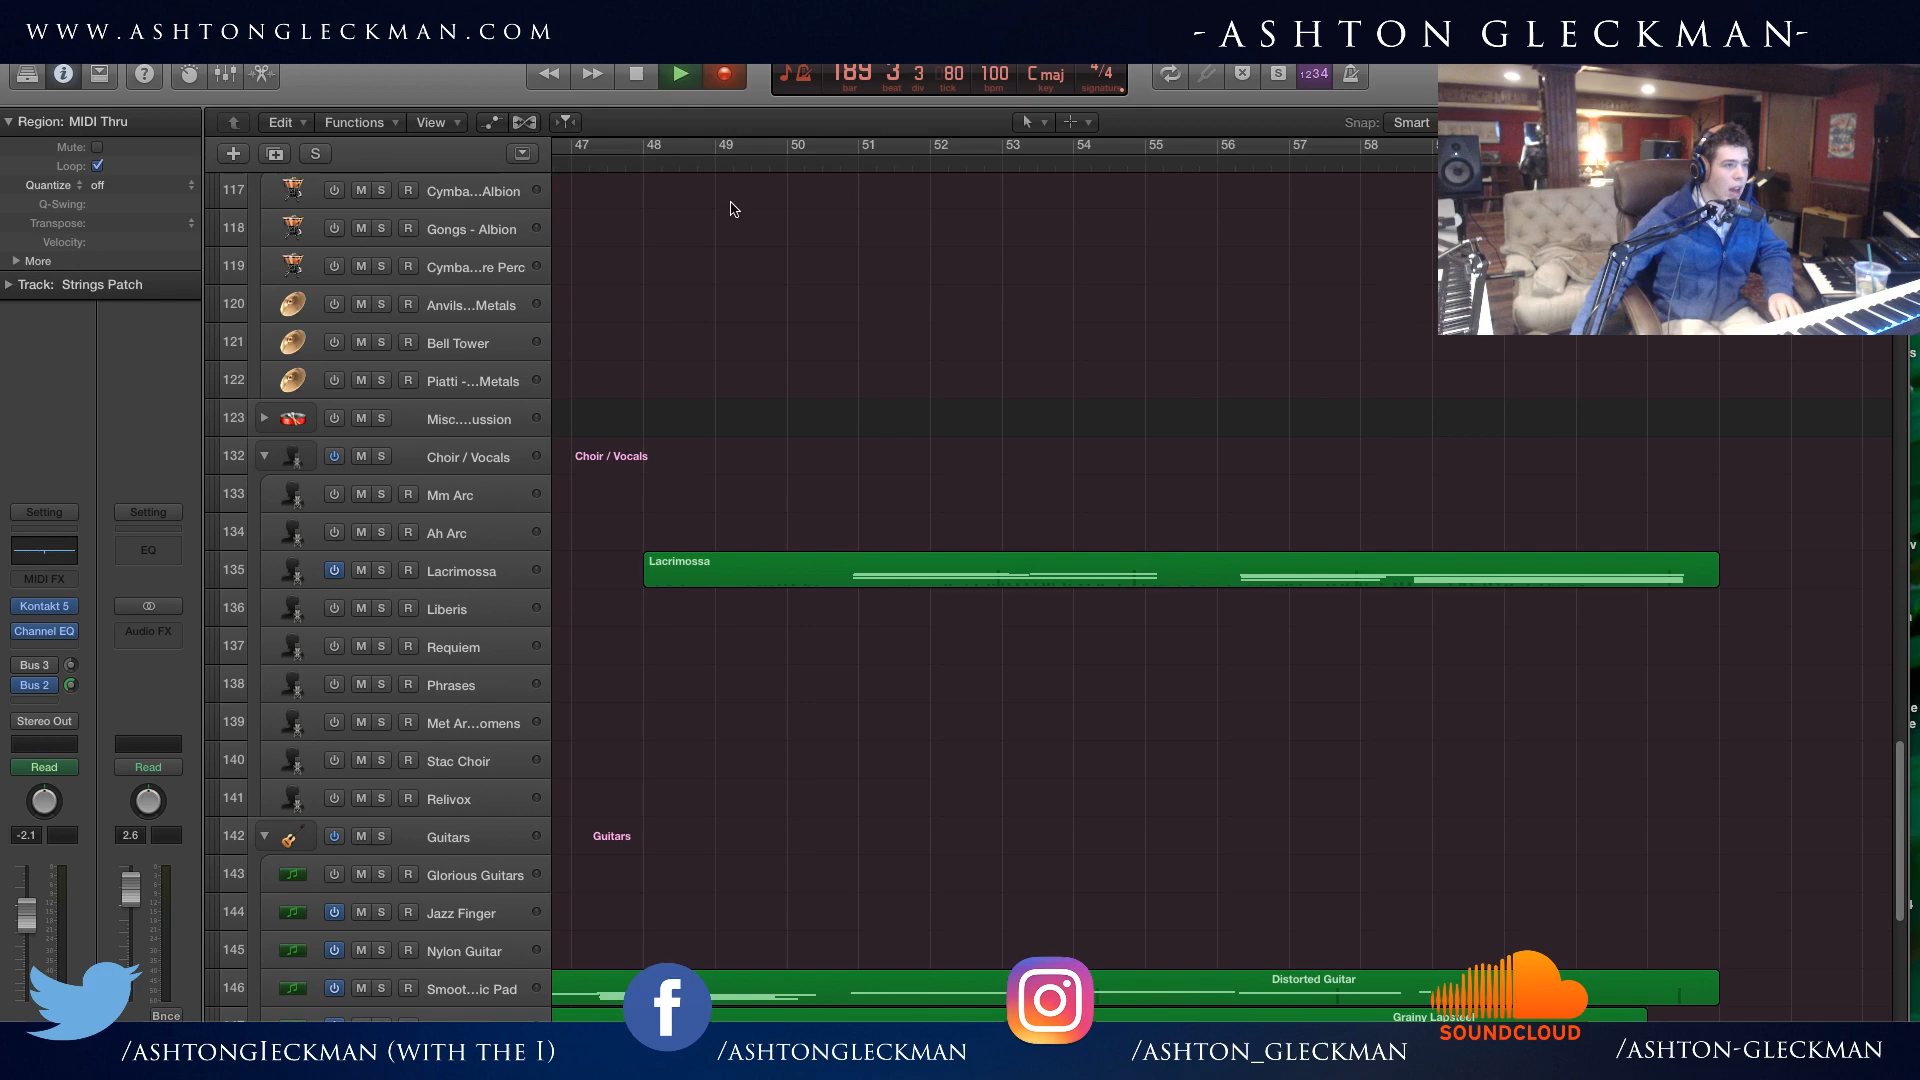 WWW.ASHTONGLECKMAN.COM
-ASHTON GLECKMAN-
189 3 3 80 100 Cmaj 4/4
bar beat div tick bpm key signature
S 1234
Region: MIDI Thru
Edit Functions View
Snap: Smart
Mute:
Loop:
Quantize off
Q-Swing:
Transpose:
Velocity:
More
Track: Strings Patch
S
47 48 49 50 51 52 53 54 55 56 57 58
117 M S R Cymba...Albion
118 M S R Gongs - Albion
119 M S R Cymba...re Perc
120 M S R Anvils...Metals
121 M S R Bell Tower
122 M S R Piatti -...Metals
123 M S Misc....ussion
132 M S Choir / Vocals
Choir / Vocals
133 M S R Mm Arc
134 M S R Ah Arc
135 M S R Lacrimossa
Lacrimossa
136 M S R Liberis
137 M S R Requiem
138 M S R Phrases
139 M S R Met Ar...omens
140 M S R Stac Choir
141 M S R Relivox
142 M S Guitars
Guitars
143 M S R Glorious Guitars
144 M S R Jazz Finger
145 M S R Nylon Guitar
146 M S R Smoot...ic Pad
Distorted Guitar
Grainy Lapsteel
Setting Setting
EQ
MIDI FX
Kontakt 5
Channel EQ Audio FX
Bus 3
Bus 2
Stereo Out
Read Read
-2.1 2.6
Bnce
SOUNDCLOUD
/ASHTONGlECKMAN (WITH THE I)
/ASHTONGLECKMAN
/ASHTON_GLECKMAN
/ASHTON-GLECKMAN